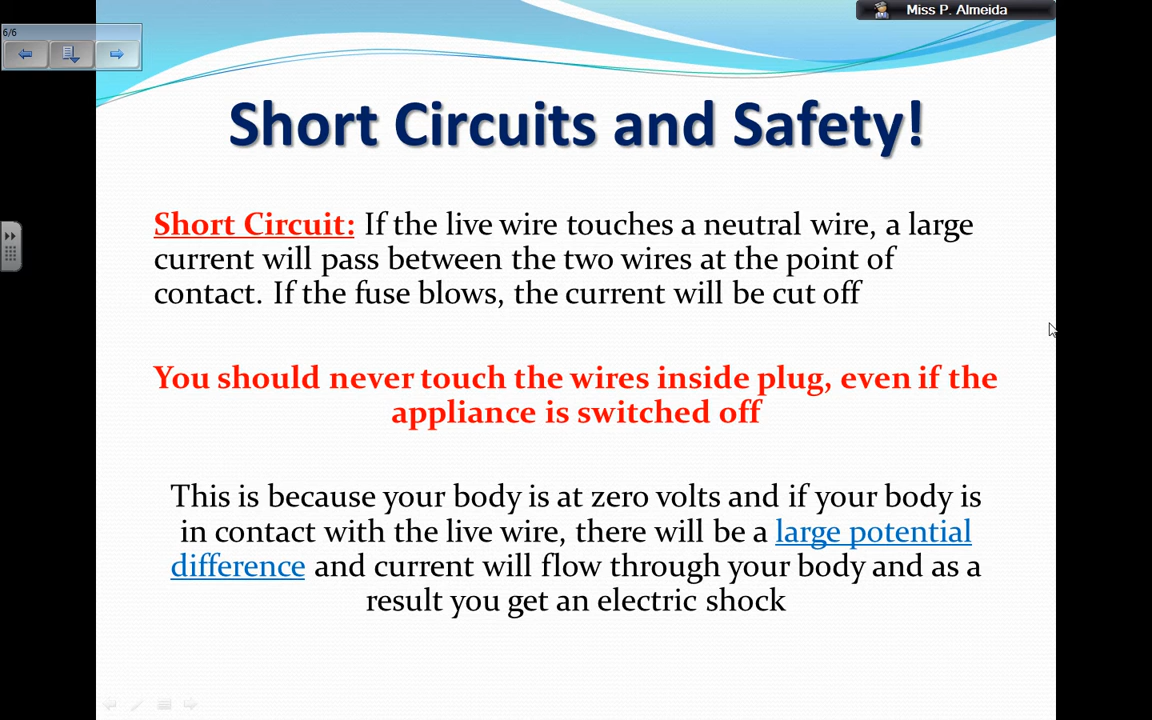 Miss P. Almeida
6/6
Short Circuits and Safety!
Short Circuit: If the live wire touches a neutral wire, a large
current will pass between the two wires at the point of
contact. If the fuse blows, the current will be cut off
You should never touch the wires inside plug, even if the
appliance is switched off
This is because your body is at zero volts and if your body is
in contact with the live wire, there will be a large potential
difference and current will flow through your body and as a
result you get an electric shock